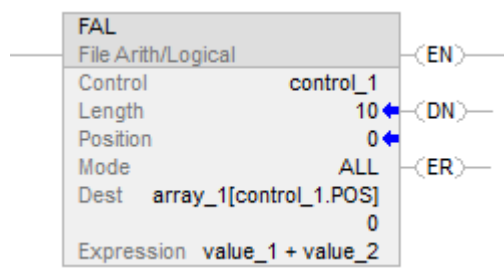 FAL
File Arith/Logical (EN)
Control control_1
Length 10 (DN)
Position 0
Mode ALL (ER)
Dest array_1[control_1.POS]
0
Expression value_1 + value_2